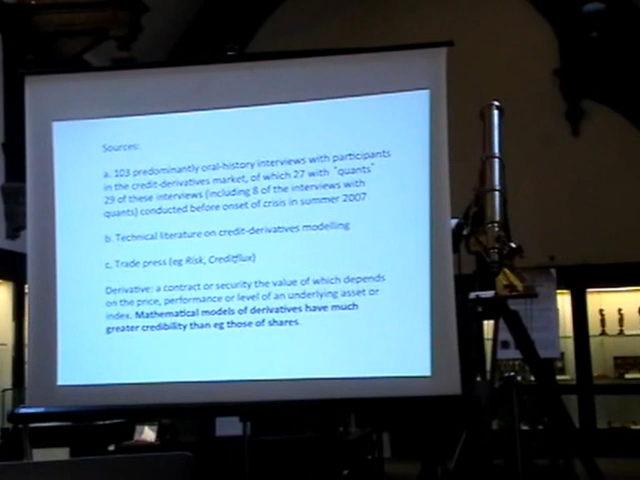 Sources:
a. 103 predominantly oral-history interviews with participants
in the credit-derivatives market, of which 27 with "quants"
29 of these interviews (including 8 of the interviews with
quants) conducted before onset of crisis in summer 2007
b. Technical literature on credit-derivatives modelling
c. Trade press (eg Risk, Creditflux)
Derivative: a contract or security the value of which depends
on the price, performance or level of an underlying asset or
index. Mathematical models of derivatives have much
greater credibility than eg those of shares.